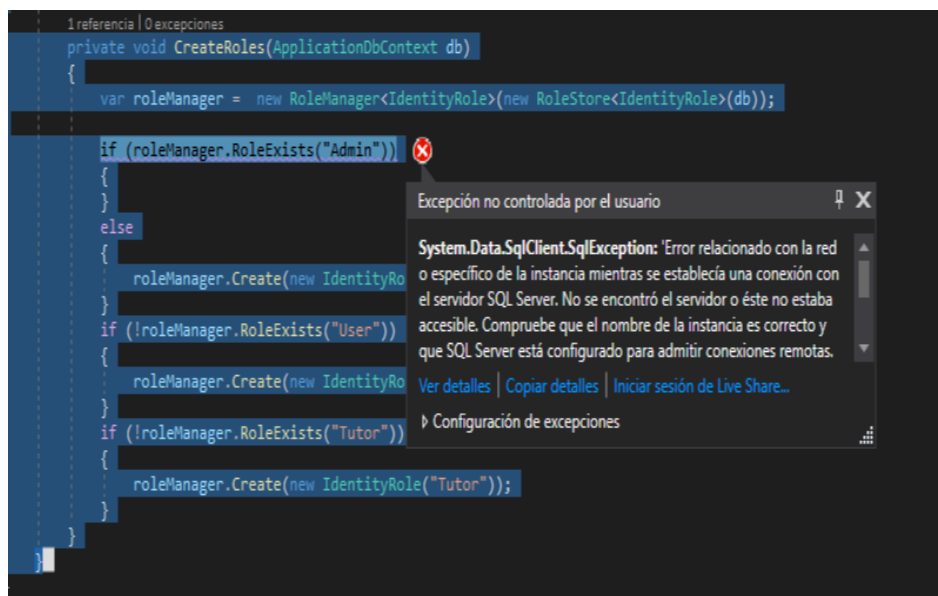 1 referencia | 0 excepciones
private void CreateRoles(ApplicationDbContext db)
{
var roleManager = new RoleManager<IdentityRole>(new RoleStore<IdentityRole>(db));
if (roleManager.RoleExists("Admin"))
{
}
else
{
roleManager.Create(new IdentityRo
}
if (!roleManager.RoleExists("User"))
{
roleManager.Create(new IdentityRo
}
if (!roleManager.RoleExists("Tutor"))
{
roleManager.Create(new IdentityRole("Tutor"));
}
}
}
Excepción no controlada por el usuario
System.Data.SqlClient.SqlException: 'Error relacionado con la red
o específico de la instancia mientras se establecía una conexión con
el servidor SQL Server. No se encontró el servidor o éste no estaba
accesible. Compruebe que el nombre de la instancia es correcto y
que SQL Server está configurado para admitir conexiones remotas.
Ver detalles | Copiar detalles | Iniciar sesión de Live Share...
Configuración de excepciones